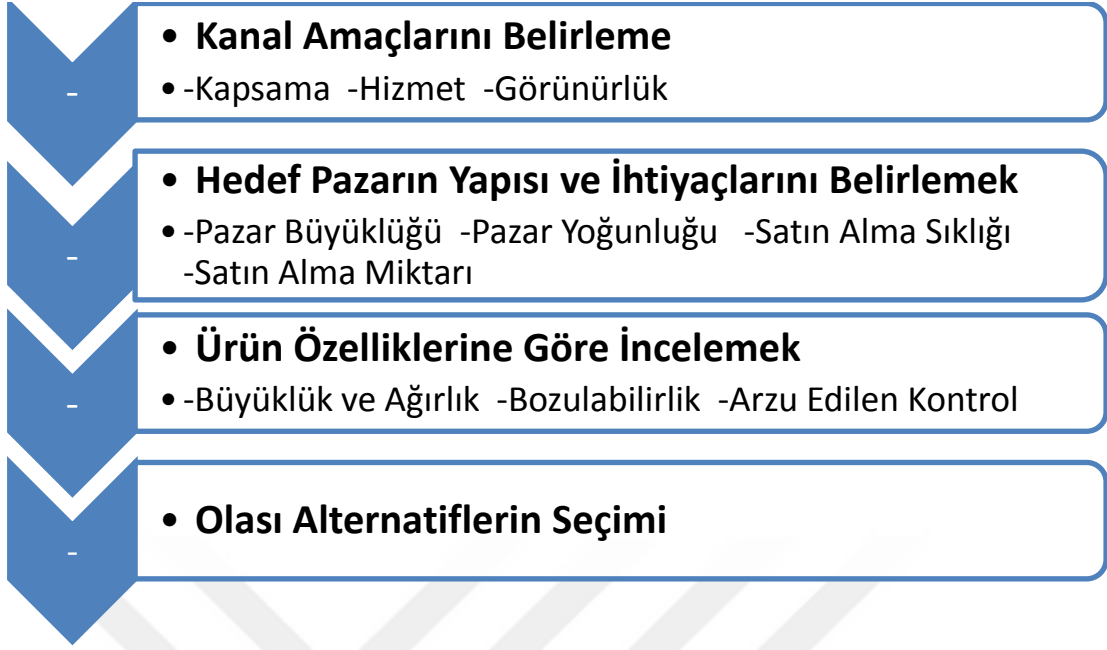 • Kanal Amaçlarını Belirleme
-
• -Kapsama -Hizmet -Görünürlük
• Hedef Pazarın Yapısı ve İhtiyaçlarını Belirlemek
-
• -Pazar Büyüklüğü -Pazar Yoğunluğu -Satın Alma Sıklığı
-Satın Alma Miktarı
• Ürün Özelliklerine Göre İncelemek
-
• -Büyüklük ve Ağırlık -Bozulabilirlik -Arzu Edilen Kontrol
-
• Olası Alternatiflerin Seçimi